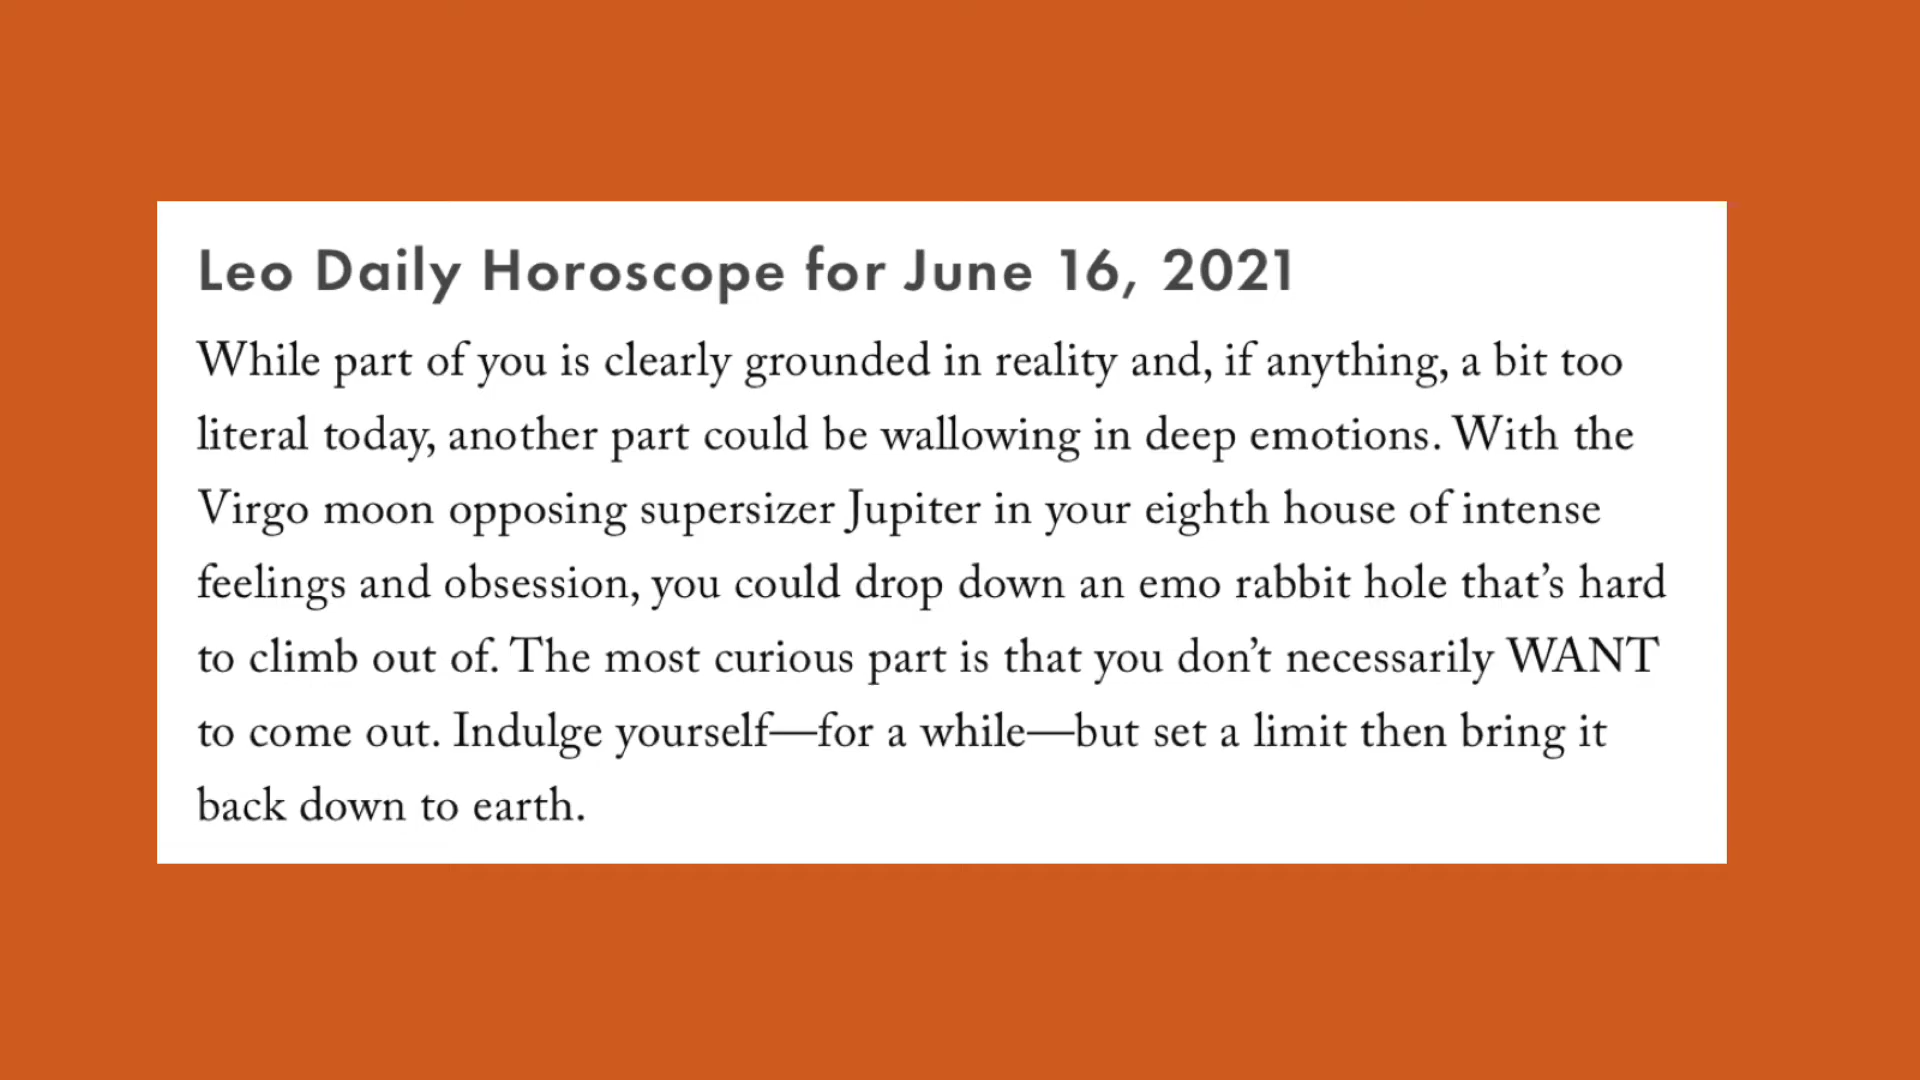 Leo Daily Horoscope for June 16, 2021
While part of you is clearly grounded in reality and, if anything, a bit too
literal today, another part could be wallowing in deep emotions. With the
Virgo moon opposing supersizer Jupiter in your eighth house of intense
feelings and obsession, you could drop down an emo rabbit hole that’s hard
to climb out of. The most curious part is that you don’t necessarily WANT
to come out. Indulge yourself—for a while—but set a limit then bring it
back down to earth.